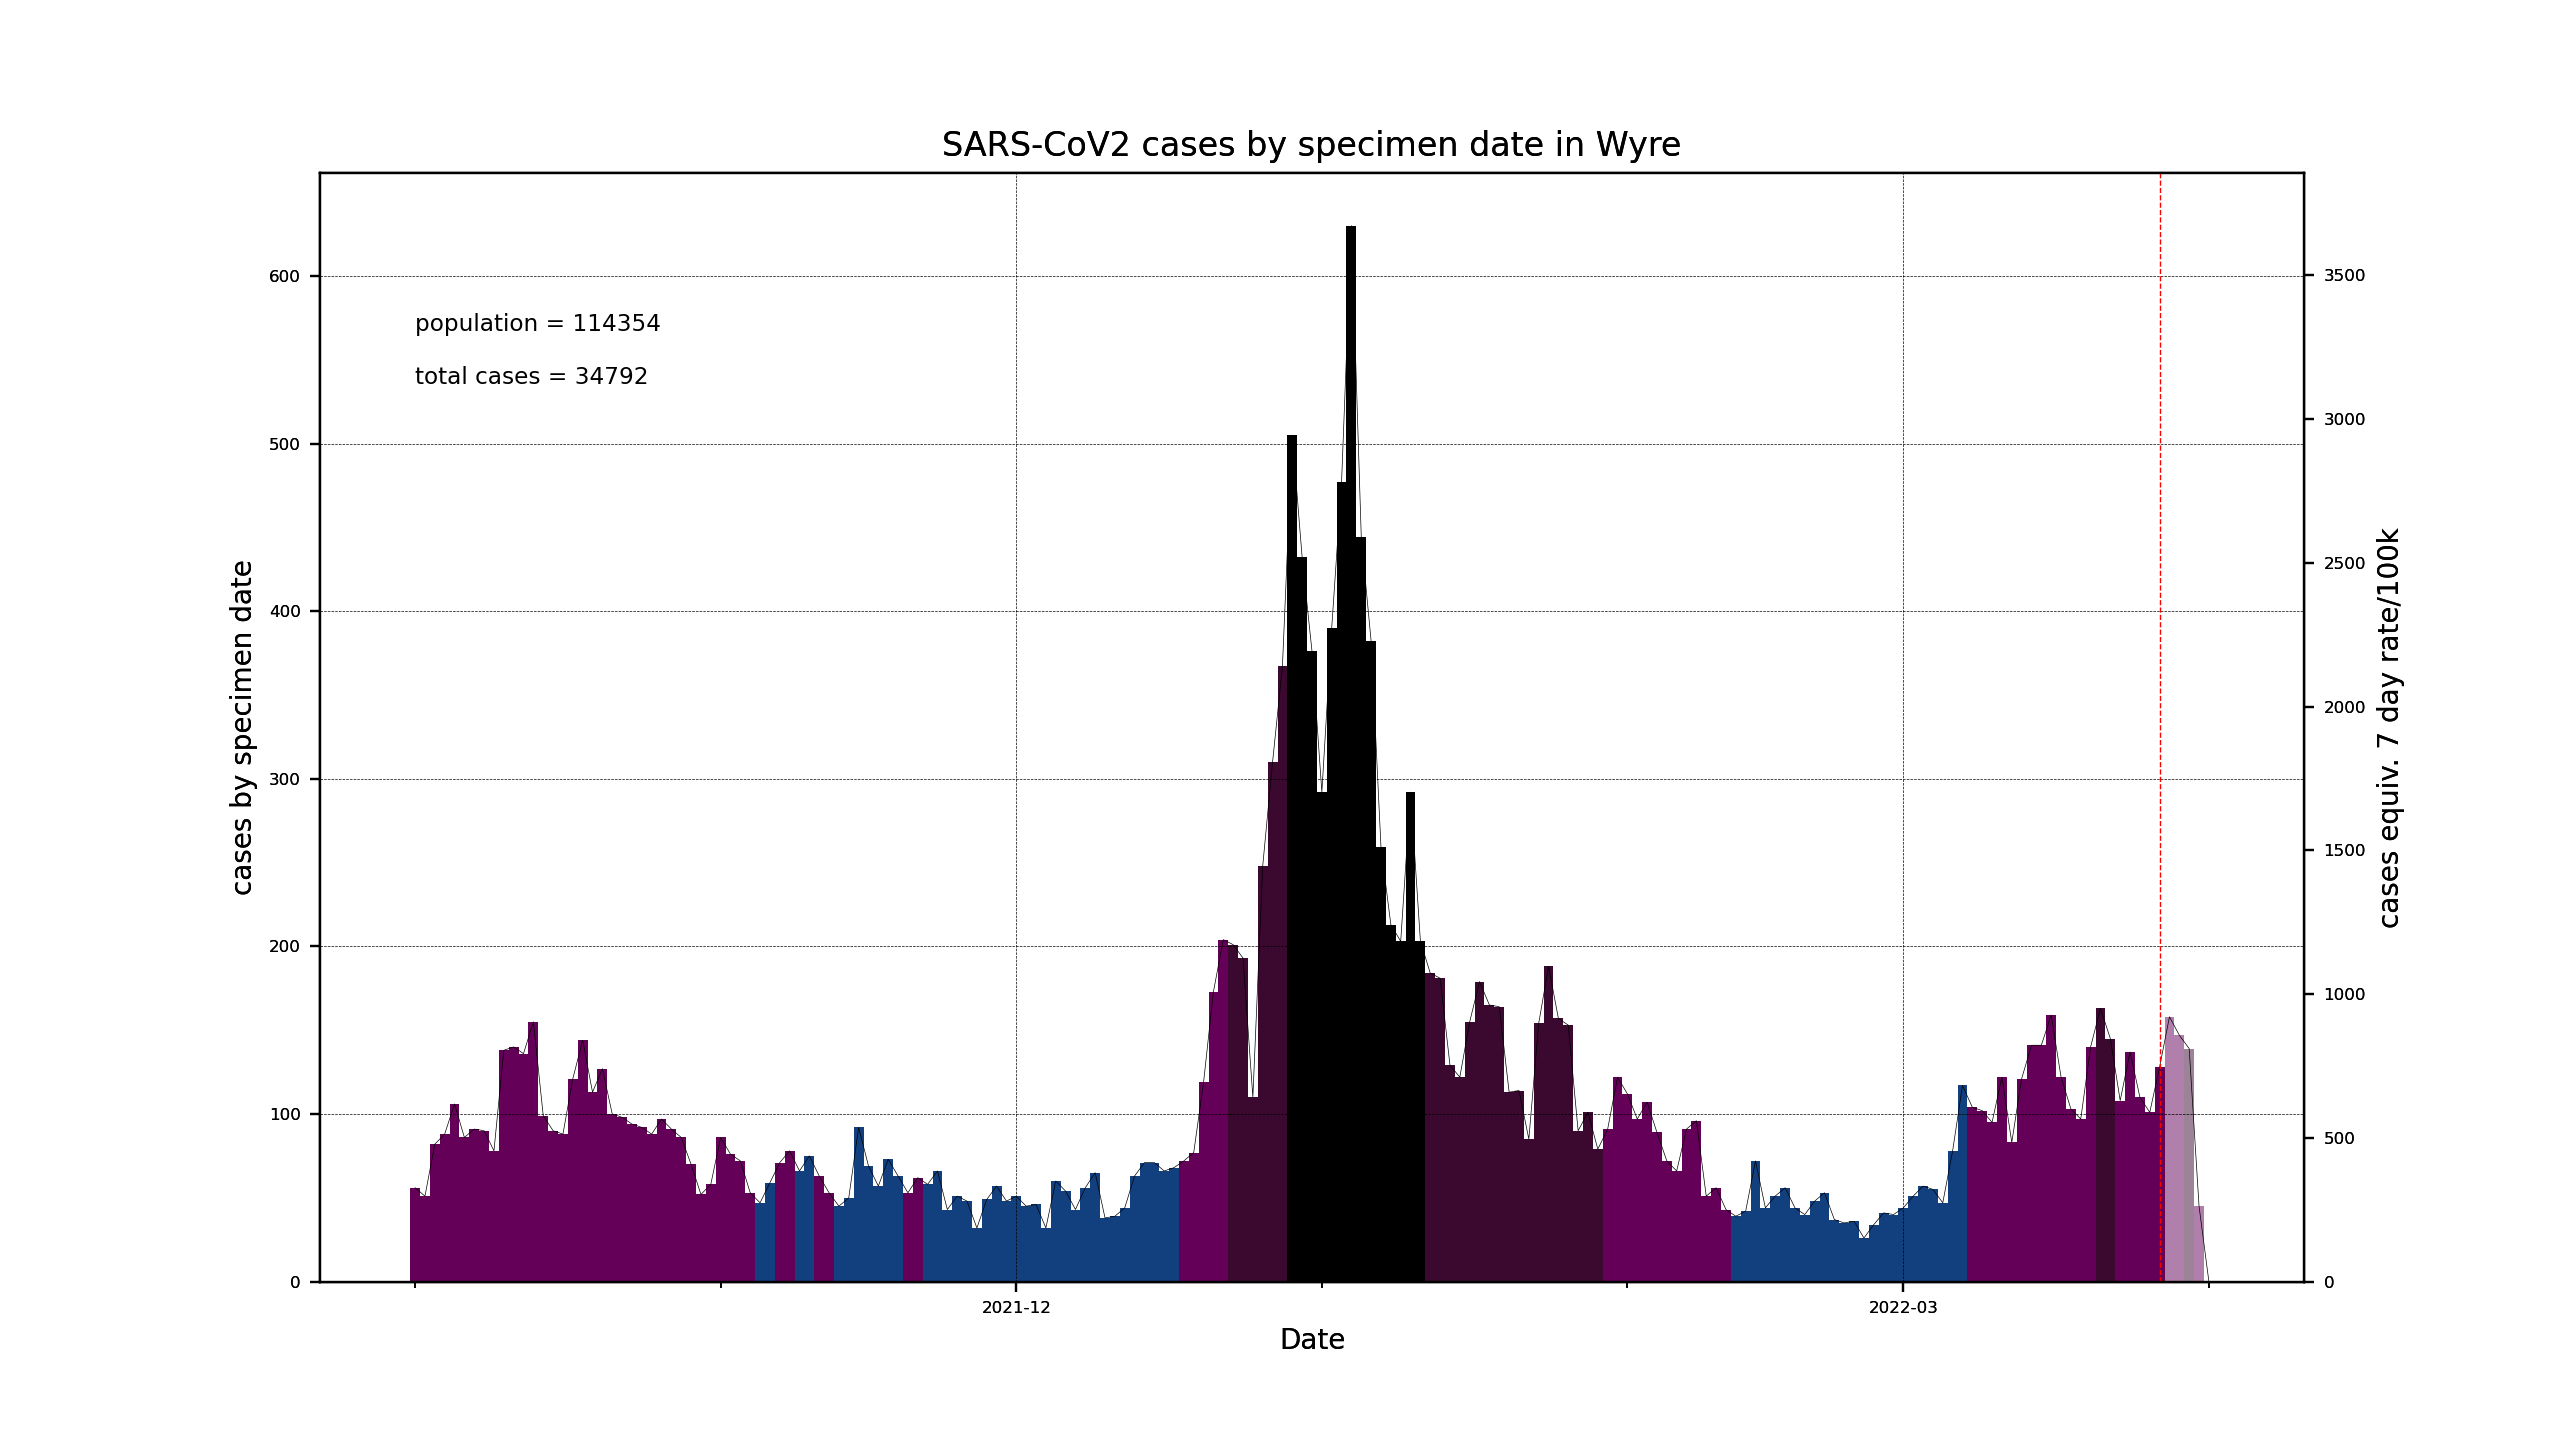 SARS-CoV2 cases by specimen date in Wyre
population = 114354
total cases = 34792
cases by specimen date
600
500
400
300
200
100
0
3500
3000
2500
2000
1500
1000
500
0
cases equiv. 7 day rate/100k
2021-12
2022-03
Date